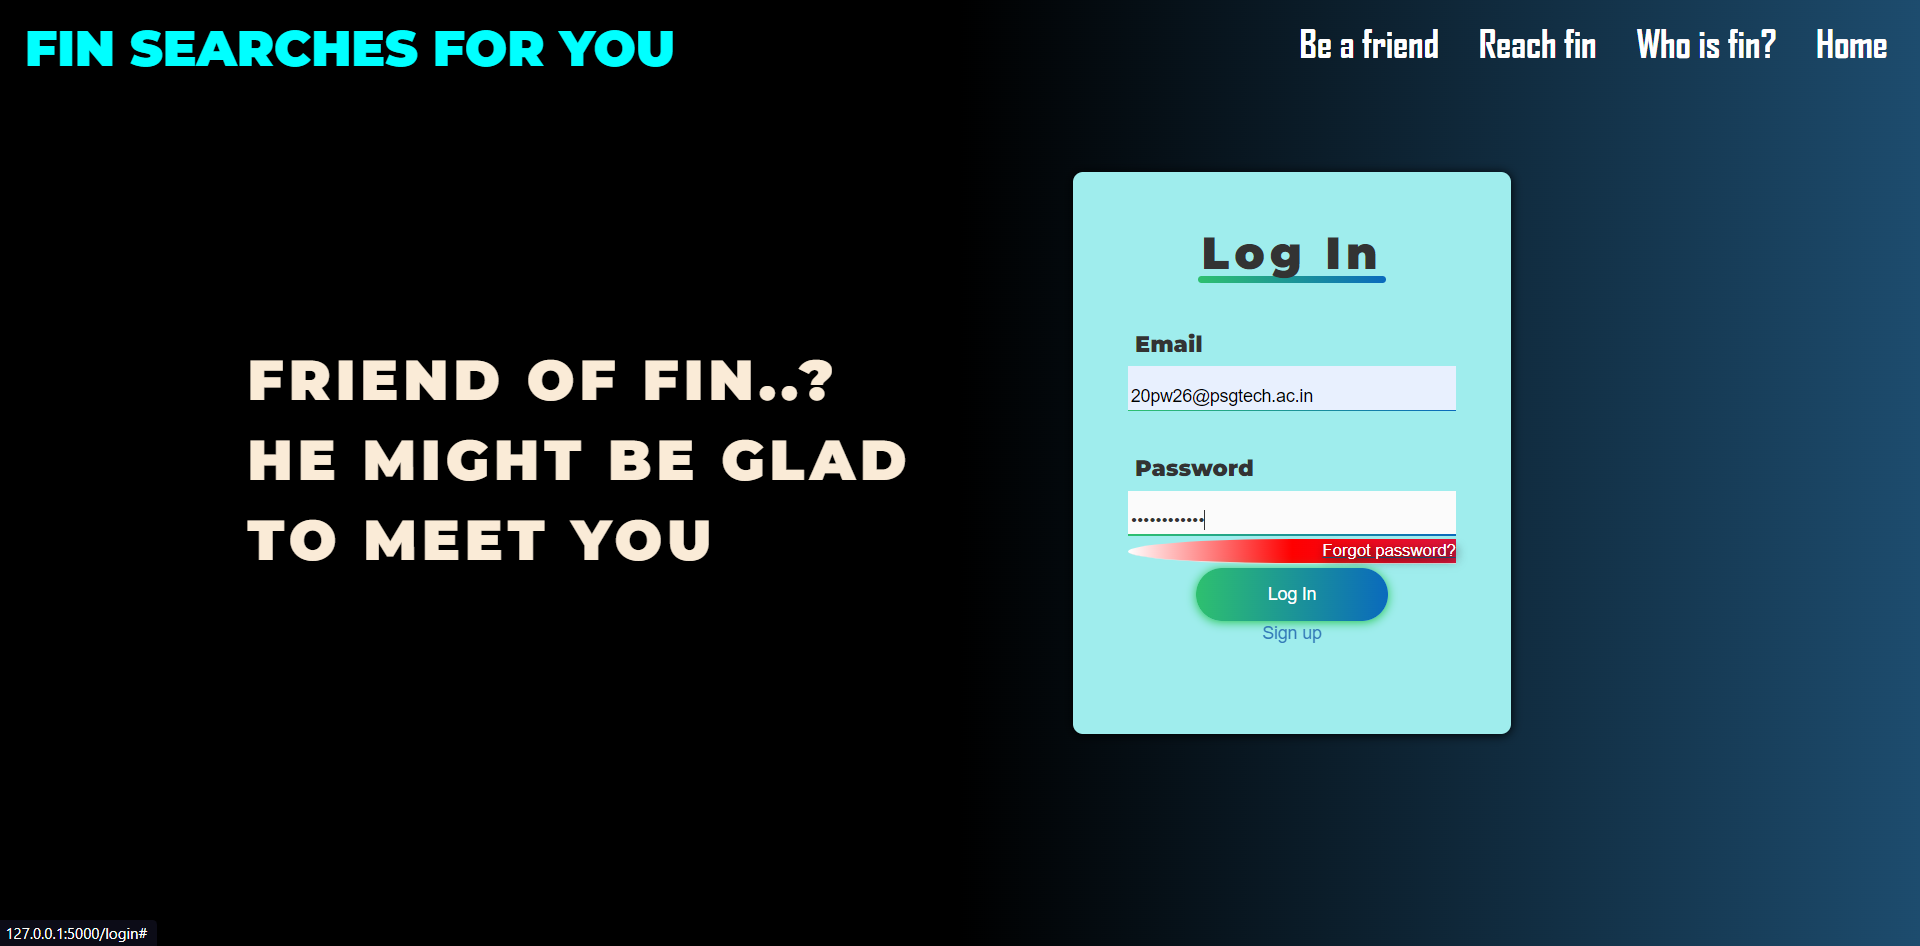 FIN SEARCHES FOR YOU
Be a friend
Reach fin
Who is fin?
Home
FRIEND OF FIN..?
HE MIGHT BE GLAD
TO MEET YOU
Log In
Email
20pw26@psgtech.ac.in
Password
••••••••••••
Forgot password?
Log In
Sign up
127.0.0.1:5000/login#